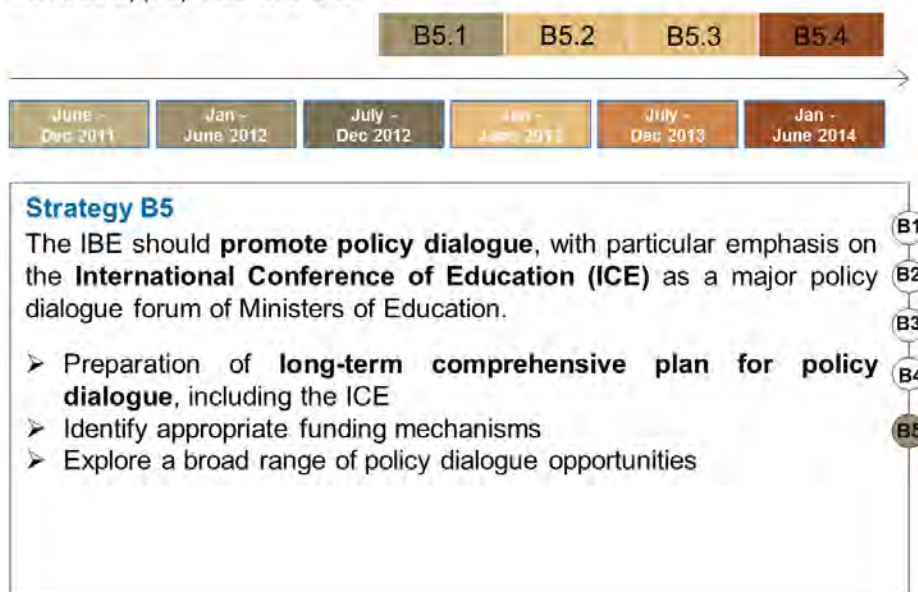 B5.1 B5.2 B5.3 B5.4
June - Jan - July - Jan - July - Jan -
Dec 2011 June 2012 Dec 2012 June 2013 Dec 2013 June 2014
Strategy B5
The IBE should promote policy dialogue, with particular emphasis on
the International Conference of Education (ICE) as a major policy
dialogue forum of Ministers of Education.
➤ Preparation of long-term comprehensive plan for policy
dialogue, including the ICE
➤ Identify appropriate funding mechanisms
➤ Explore a broad range of policy dialogue opportunities
B1
B2
B3
B4
B5